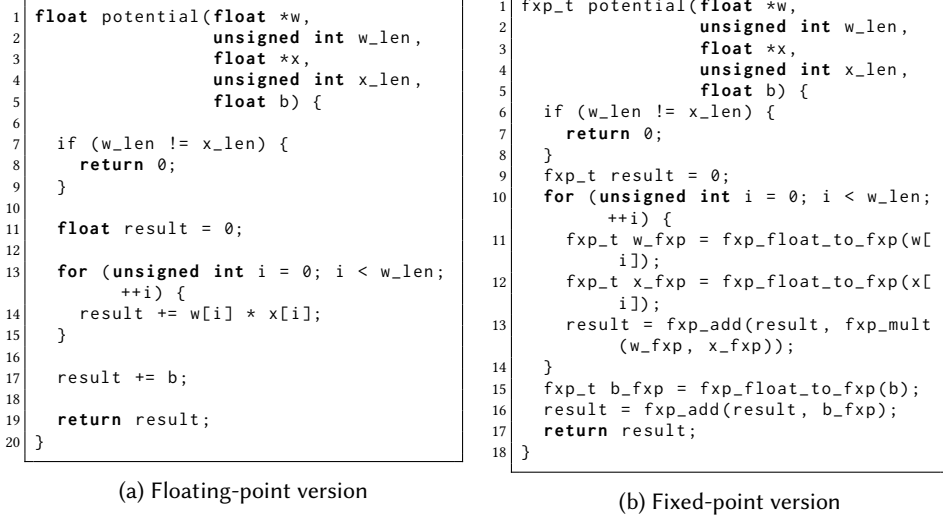 1 float potential(float *w,
2 unsigned int w_len,
3 float *x,
4 unsigned int x_len,
5 float b) {
6
7 if (w_len != x_len) {
8 return 0;
9 }
10
11 float result = 0;
12
13 for (unsigned int i = 0; i < w_len;
++i) {
14 result += w[i] * x[i];
15 }
16
17 result += b;
18
19 return result;
20 }
(a) Floating-point version
1 fxp_t potential(float *w,
2 unsigned int w_len,
3 float *x,
4 unsigned int x_len,
5 float b) {
6 if (w_len != x_len) {
7 return 0;
8 }
9 fxp_t result = 0;
10 for (unsigned int i = 0; i < w_len;
++i) {
11 fxp_t w_fxp = fxp_float_to_fxp(w[
i]);
12 fxp_t x_fxp = fxp_float_to_fxp(x[
i]);
13 result = fxp_add(result, fxp_mult
(w_fxp, x_fxp));
14 }
15 fxp_t b_fxp = fxp_float_to_fxp(b);
16 result = fxp_add(result, b_fxp);
17 return result;
18 }
(b) Fixed-point version